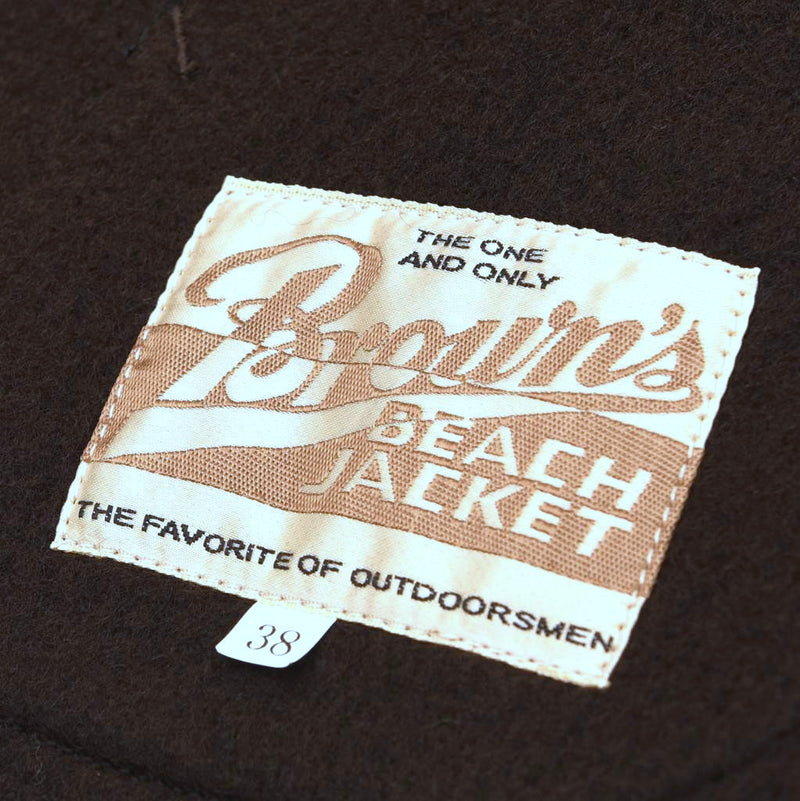 THE ONE
AND ONLY
Brown's
BEACH
JACKET
THE FAVORITE OF OUTDOORSMEN
38